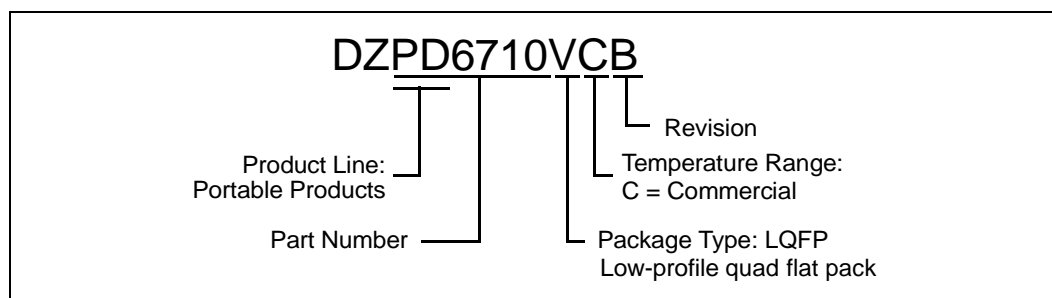 DZPD6710VCB
Revision
Product Line:
Portable Products
Temperature Range:
C = Commercial
Part Number
Package Type: LQFP
Low-profile quad flat pack